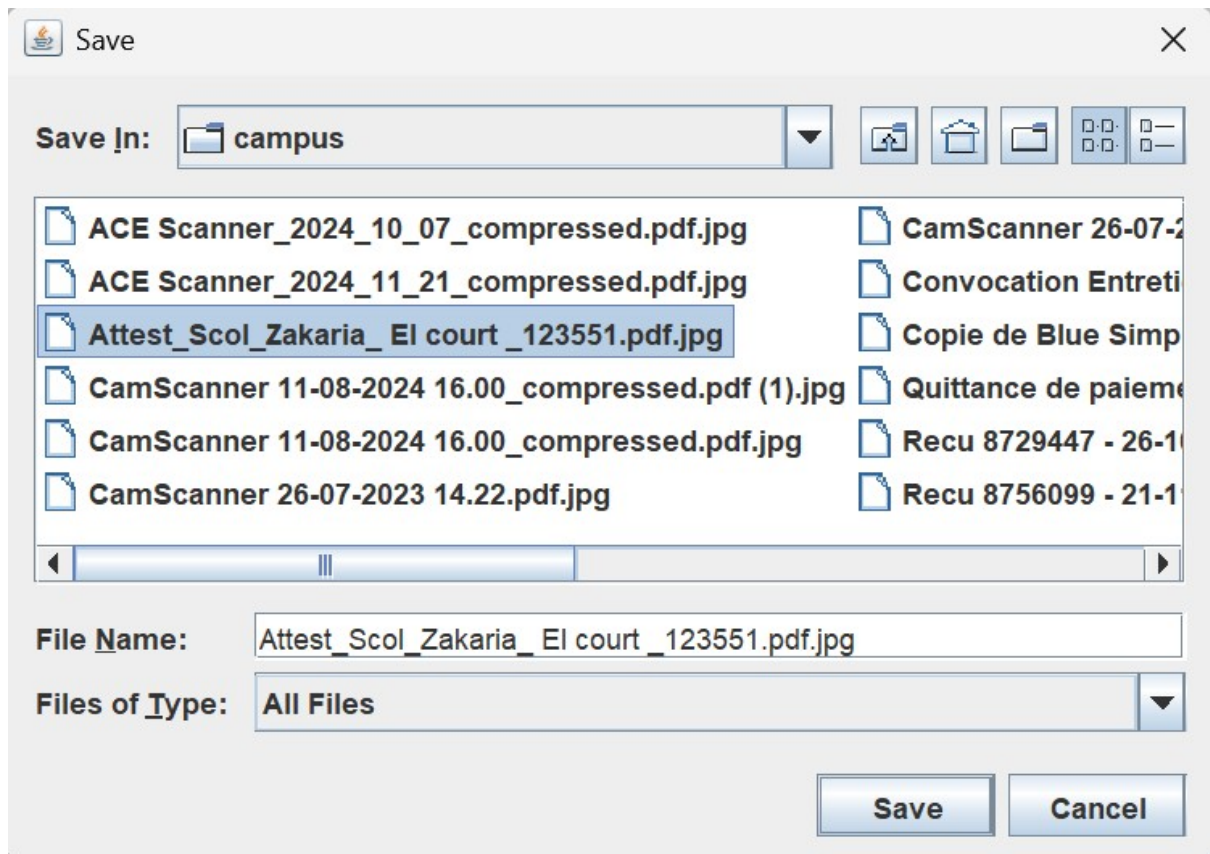 Save
Save In: campus
ACE Scanner_2024_10_07_compressed.pdf.jpg
ACE Scanner_2024_11_21_compressed.pdf.jpg
Attest_Scol_Zakaria_ El court _123551.pdf.jpg
CamScanner 11-08-2024 16.00_compressed.pdf (1).jpg
CamScanner 11-08-2024 16.00_compressed.pdf.jpg
CamScanner 26-07-2023 14.22.pdf.jpg
CamScanner 26-07-2
Convocation Entreti
Copie de Blue Simp
Quittance de paieme
Recu 8729447 - 26-1
Recu 8756099 - 21-1
File Name: Attest_Scol_Zakaria_ El court _123551.pdf.jpg
Files of Type: All Files
Save Cancel